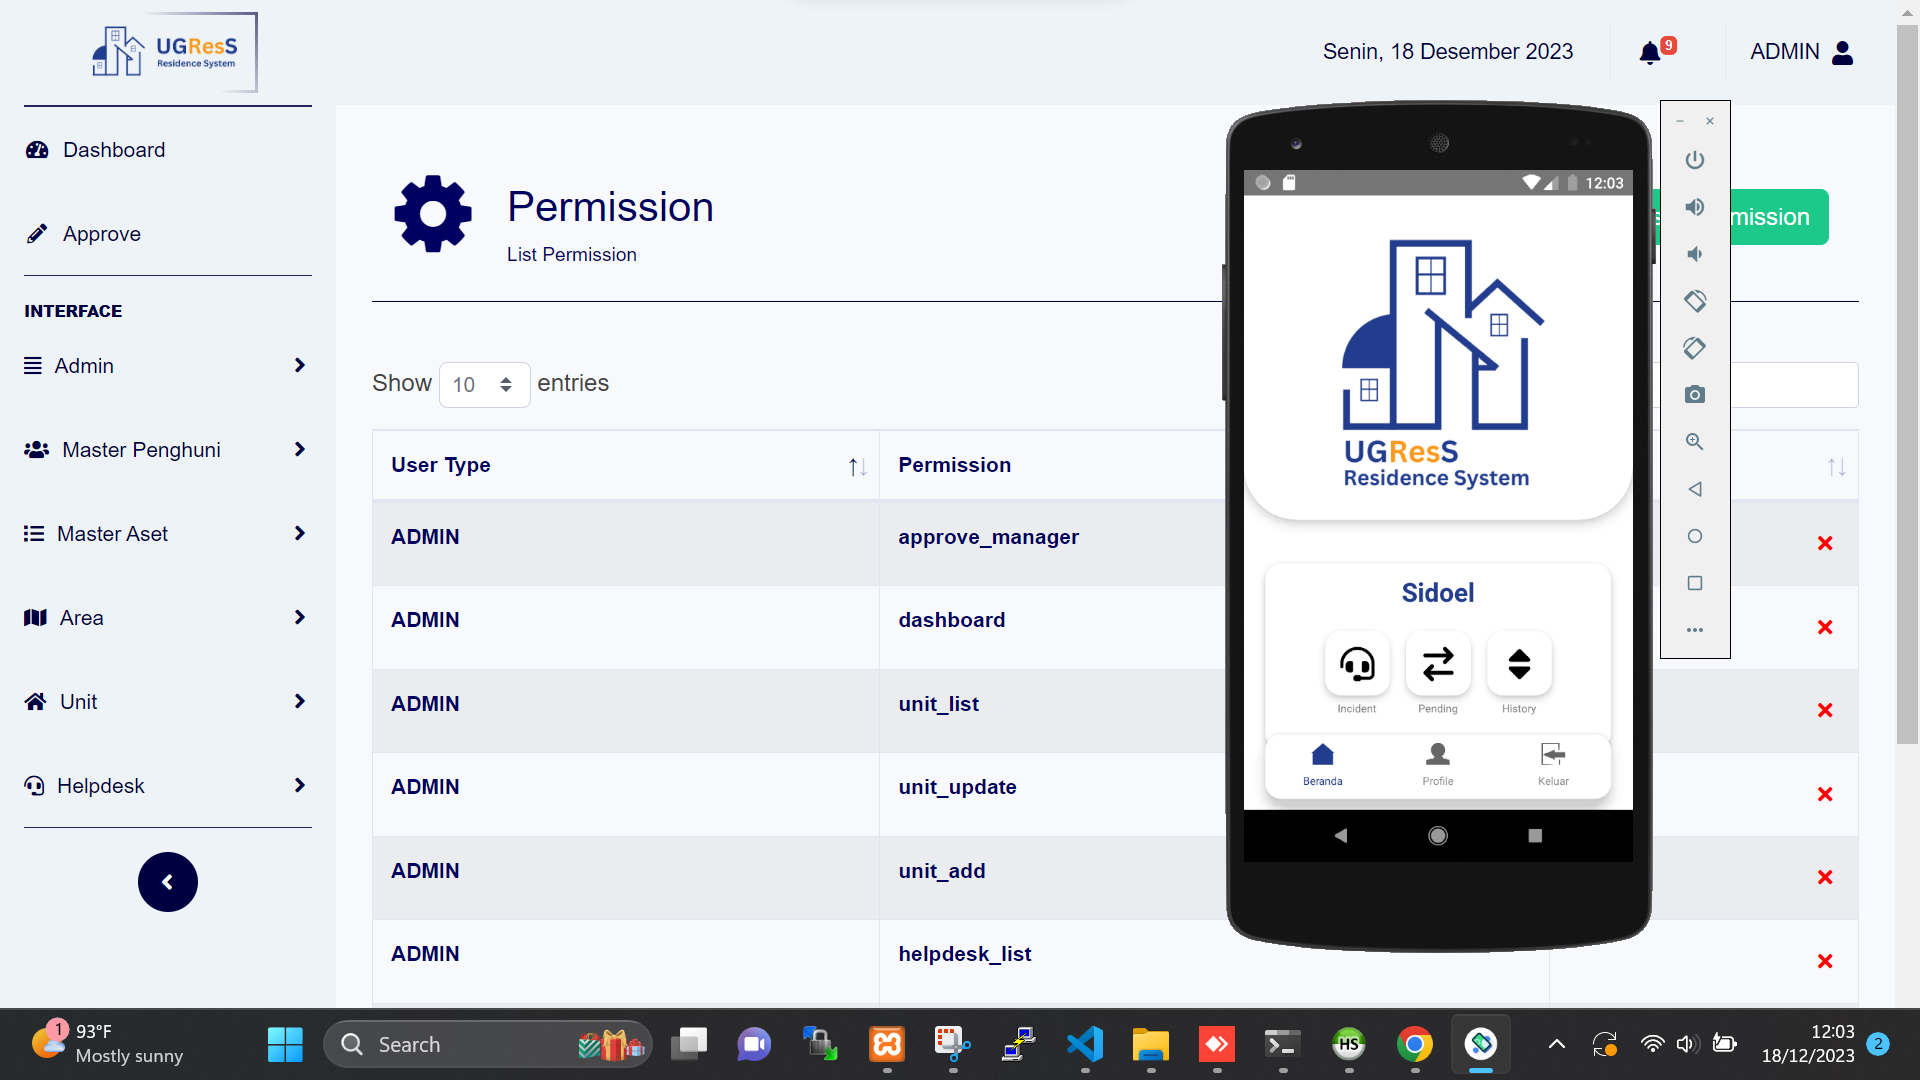 UGResS
Residence System
Senin, 18 Desember 2023
9
ADMIN
Dashboard
Approve
INTERFACE
Admin
Master Penghuni
Master Aset
Area
Unit
Helpdesk
Permission
List Permission
mission
Show 10 entries
User Type
Permission
ADMIN
approve_manager
ADMIN
dashboard
ADMIN
unit_list
ADMIN
unit_update
ADMIN
unit_add
ADMIN
helpdesk_list
12:03
UGResS
Residence System
Sidoel
Incident
Pending
History
Beranda
Profile
Keluar
1
93°F
Mostly sunny
Search
HS
12:03
18/12/2023
2